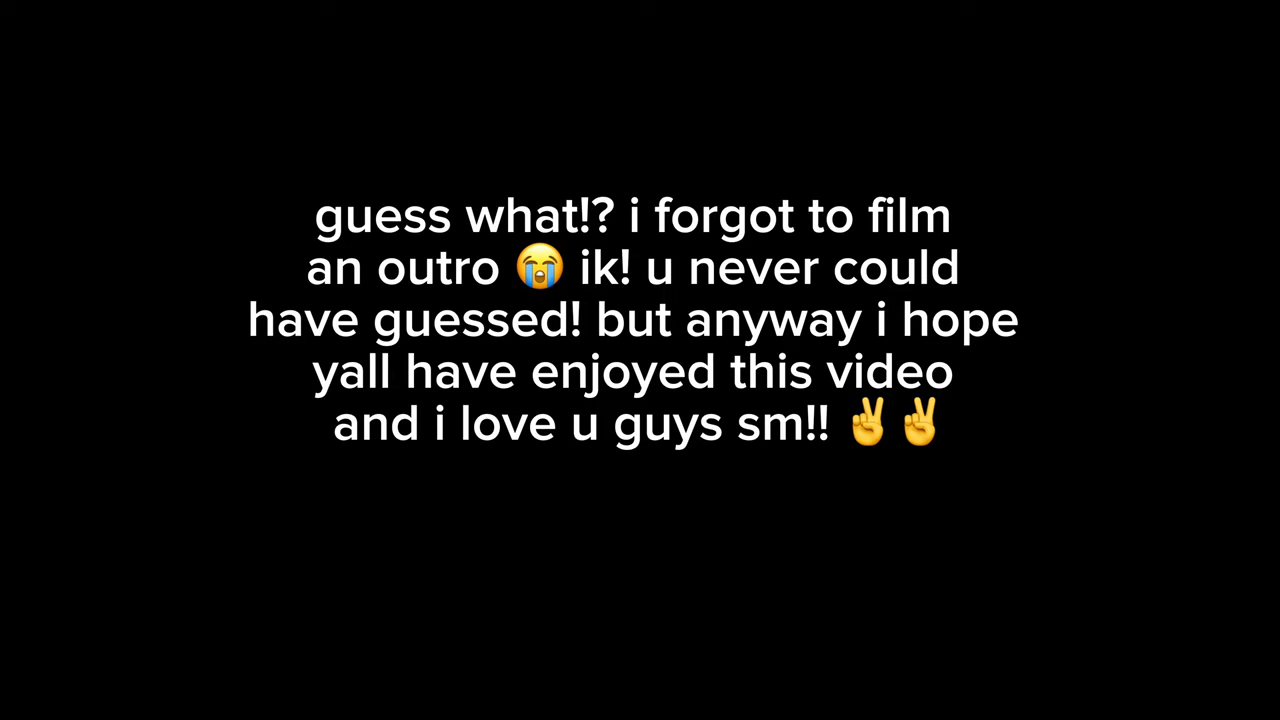 guess what!? i forgot to film
an outro 😭 ik! u never could
have guessed! but anyway i hope
yall have enjoyed this video
and i love u guys sm!! ✌️✌️